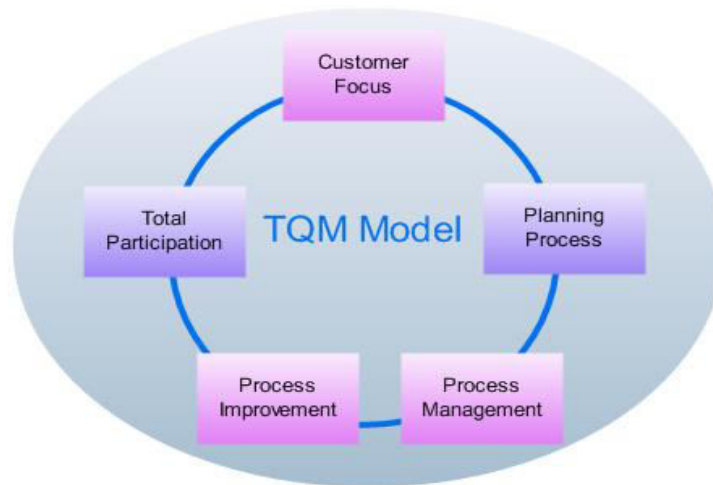 Customer
Focus
Total
Participation
TQM Model
Planning
Process
Process
Improvement
Process
Management